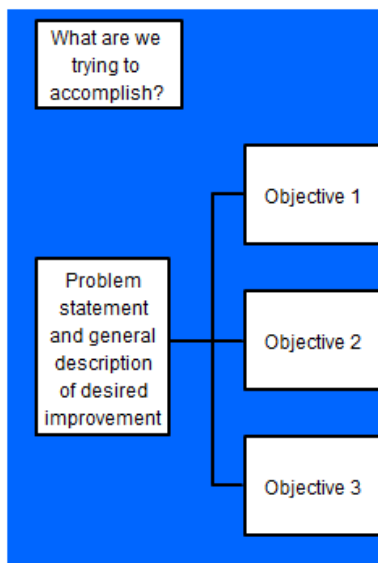 What are we
trying to
accomplish?
Objective 1
Problem
statement
and general
description
of desired
improvement
Objective 2
Objective 3